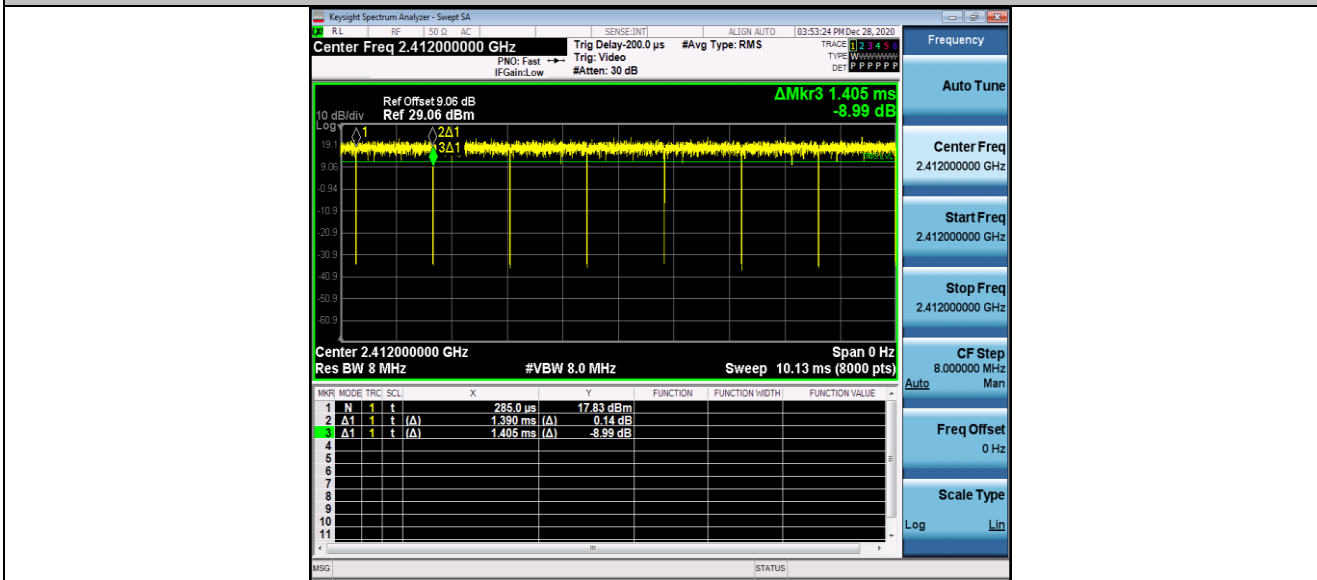 Keysight Spectrum Analyzer - Swept SA
RL RF 50 Ω AC SENSE:INT ALIGN AUTO 03:53:24 PM Dec 28, 2020
Center Freq 2.412000000 GHz
PNO: Fast
IFGain:Low
Trig Delay-200.0 µs
Trig: Video
#Atten: 30 dB
#Avg Type: RMS
TRACE 1 2 3 4 5 6
TYPE WWWWWW
DET P P P P P P
ΔMkr3 1.405 ms
-8.99 dB
10 dB/div
Log
Ref Offset 9.06 dB
Ref 29.06 dBm
1
2Δ1
3Δ1
19.1
9.06
-0.94
-10.9
-20.9
-30.9
-40.9
-50.9
-60.9
Center 2.412000000 GHz Span 0 Hz
Res BW 8 MHz #VBW 8.0 MHz Sweep 10.13 ms (8000 pts)
MKR MODE TRC SCL X Y FUNCTION FUNCTION WIDTH FUNCTION VALUE
1 N 1 t 285.0 µs 17.83 dBm
2 Δ1 1 t (Δ) 1.390 ms (Δ) 0.14 dB
3 Δ1 1 t (Δ) 1.405 ms (Δ) -8.99 dB
4
5
6
7
8
9
10
11
MSG STATUS
Frequency
Auto Tune
Center Freq
2.412000000 GHz
Start Freq
2.412000000 GHz
Stop Freq
2.412000000 GHz
CF Step
8.000000 MHz
Auto Man
Freq Offset
0 Hz
Scale Type
Log Lin